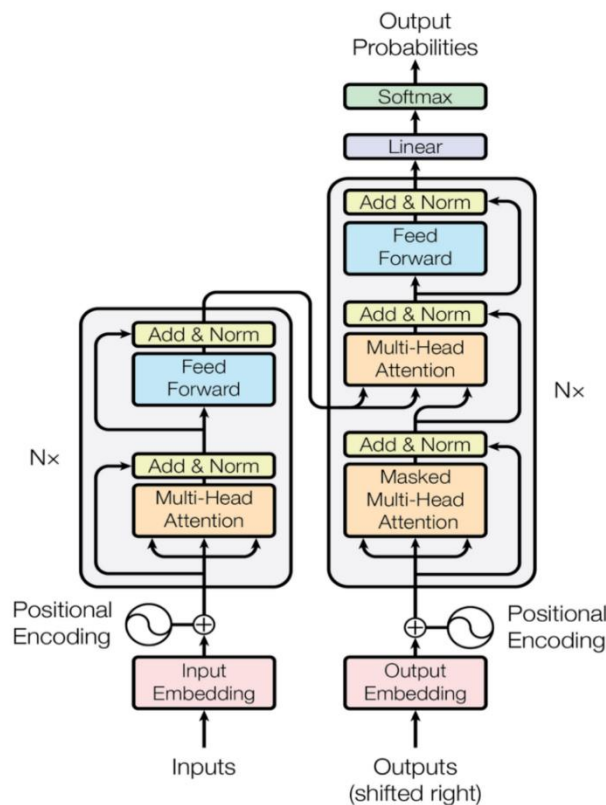 Output
Probabilities
Softmax
Linear
Add & Norm
Feed
Forward
Add & Norm
Multi-Head
Attention
Add & Norm
Masked
Multi-Head
Attention
N×
Add & Norm
Feed
Forward
Add & Norm
Multi-Head
Attention
N×
Positional
Encoding
Positional
Encoding
Input
Embedding
Output
Embedding
Inputs
Outputs
(shifted right)